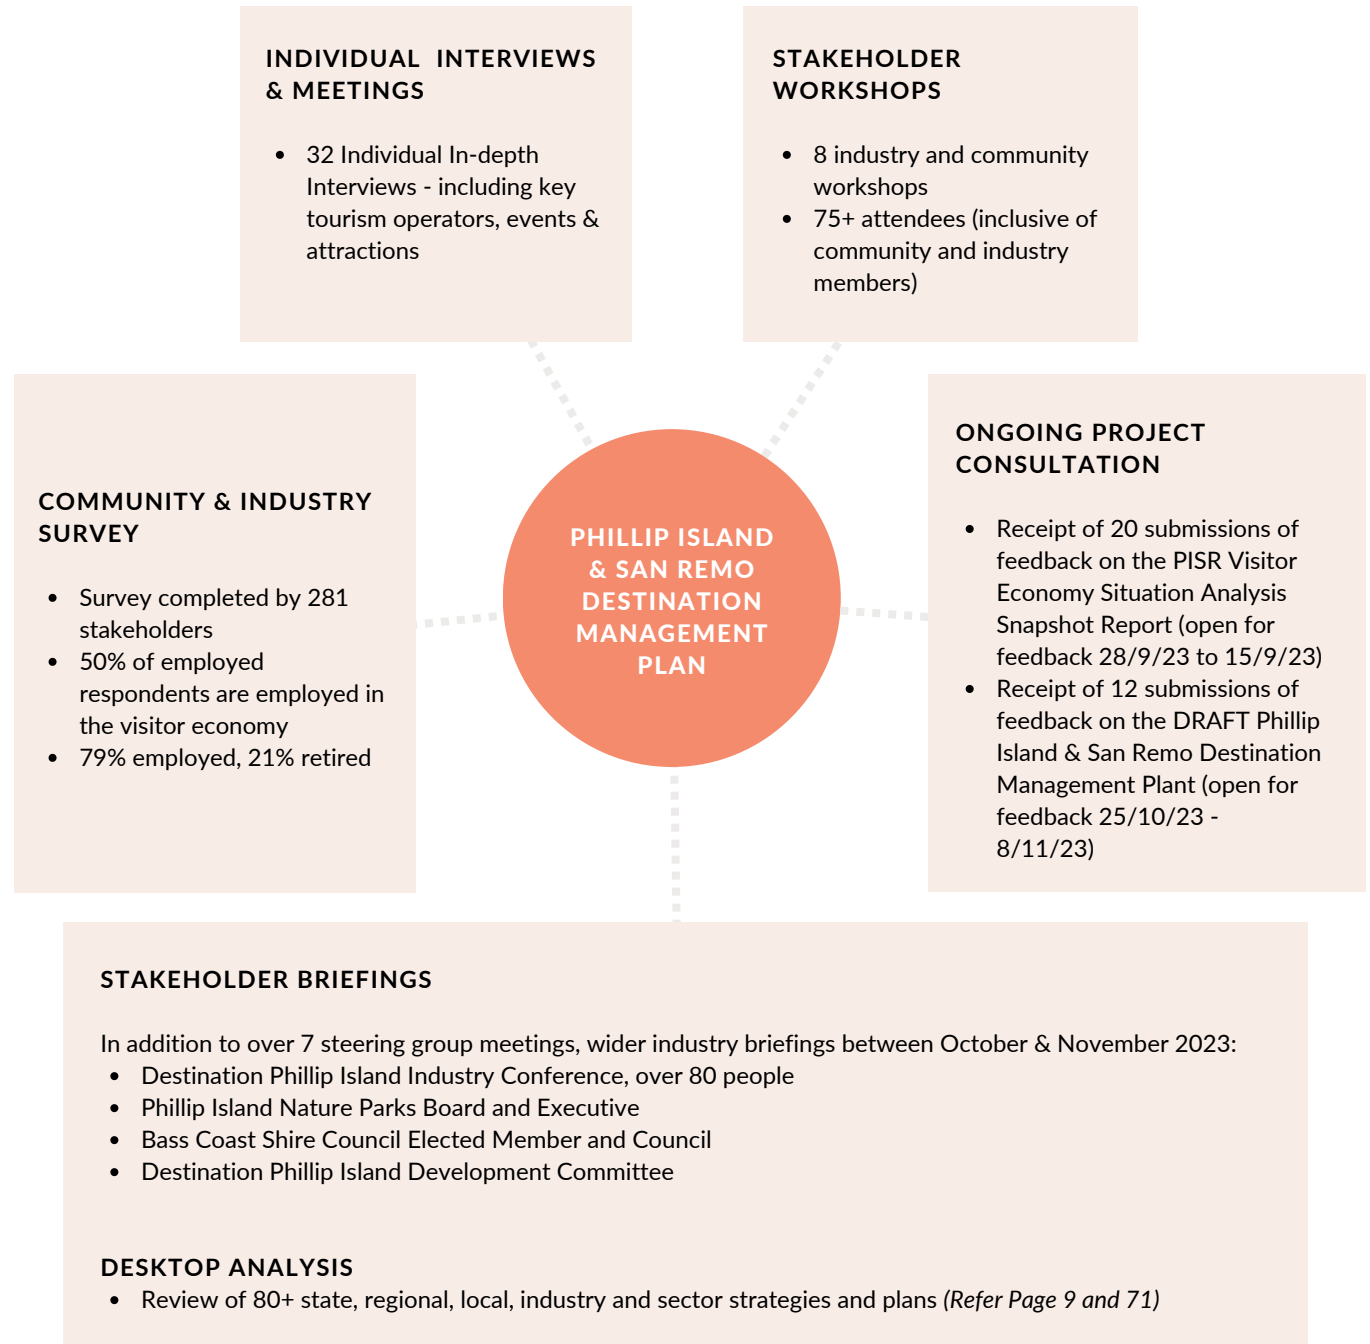 INDIVIDUAL INTERVIEWS
& MEETINGS
• 32 Individual In-depth
Interviews - including key
tourism operators, events &
attractions
STAKEHOLDER
WORKSHOPS
• 8 industry and community
workshops
• 75+ attendees (inclusive of
community and industry
members)
COMMUNITY & INDUSTRY
SURVEY
• Survey completed by 281
stakeholders
• 50% of employed
respondents are employed in
the visitor economy
• 79% employed, 21% retired
PHILLIP ISLAND
& SAN REMO
DESTINATION
MANAGEMENT
PLAN
ONGOING PROJECT
CONSULTATION
• Receipt of 20 submissions of
feedback on the PISR Visitor
Economy Situation Analysis
Snapshot Report (open for
feedback 28/9/23 to 15/9/23)
• Receipt of 12 submissions of
feedback on the DRAFT Phillip
Island & San Remo Destination
Management Plant (open for
feedback 25/10/23 -
8/11/23)
STAKEHOLDER BRIEFINGS
In addition to over 7 steering group meetings, wider industry briefings between October & November 2023:
• Destination Phillip Island Industry Conference, over 80 people
• Phillip Island Nature Parks Board and Executive
• Bass Coast Shire Council Elected Member and Council
• Destination Phillip Island Development Committee
DESKTOP ANALYSIS
• Review of 80+ state, regional, local, industry and sector strategies and plans (Refer Page 9 and 71)